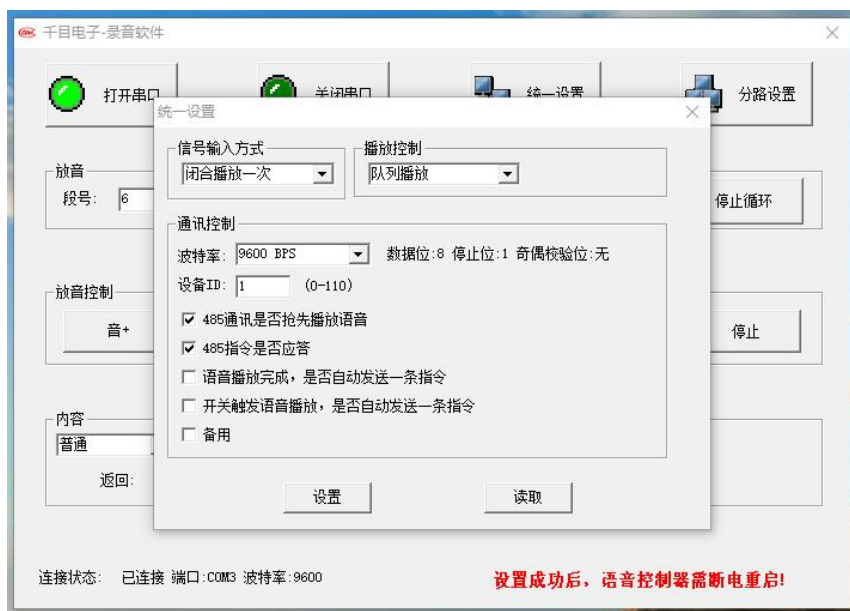 千目电子-录音软件
打开串口
关闭串口
统一设置
分路设置
统一设置
信号输入方式
闭合播放一次
播放控制
队列播放
放音
段号: 6
停止循环
通讯控制
波特率: 9600 BPS 数据位:8 停止位:1 奇偶校验位:无
设备ID: 1 (0-110)
485通讯是否抢先播放语音
485指令是否应答
语音播放完成,是否自动发送一条指令
开关触发语音播放,是否自动发送一条指令
备用
放音控制
音+
停止
内容
普通
返回:
设置
读取
连接状态: 已连接 端口:COM3 波特率:9600
设置成功后,语音控制器需断电重启!